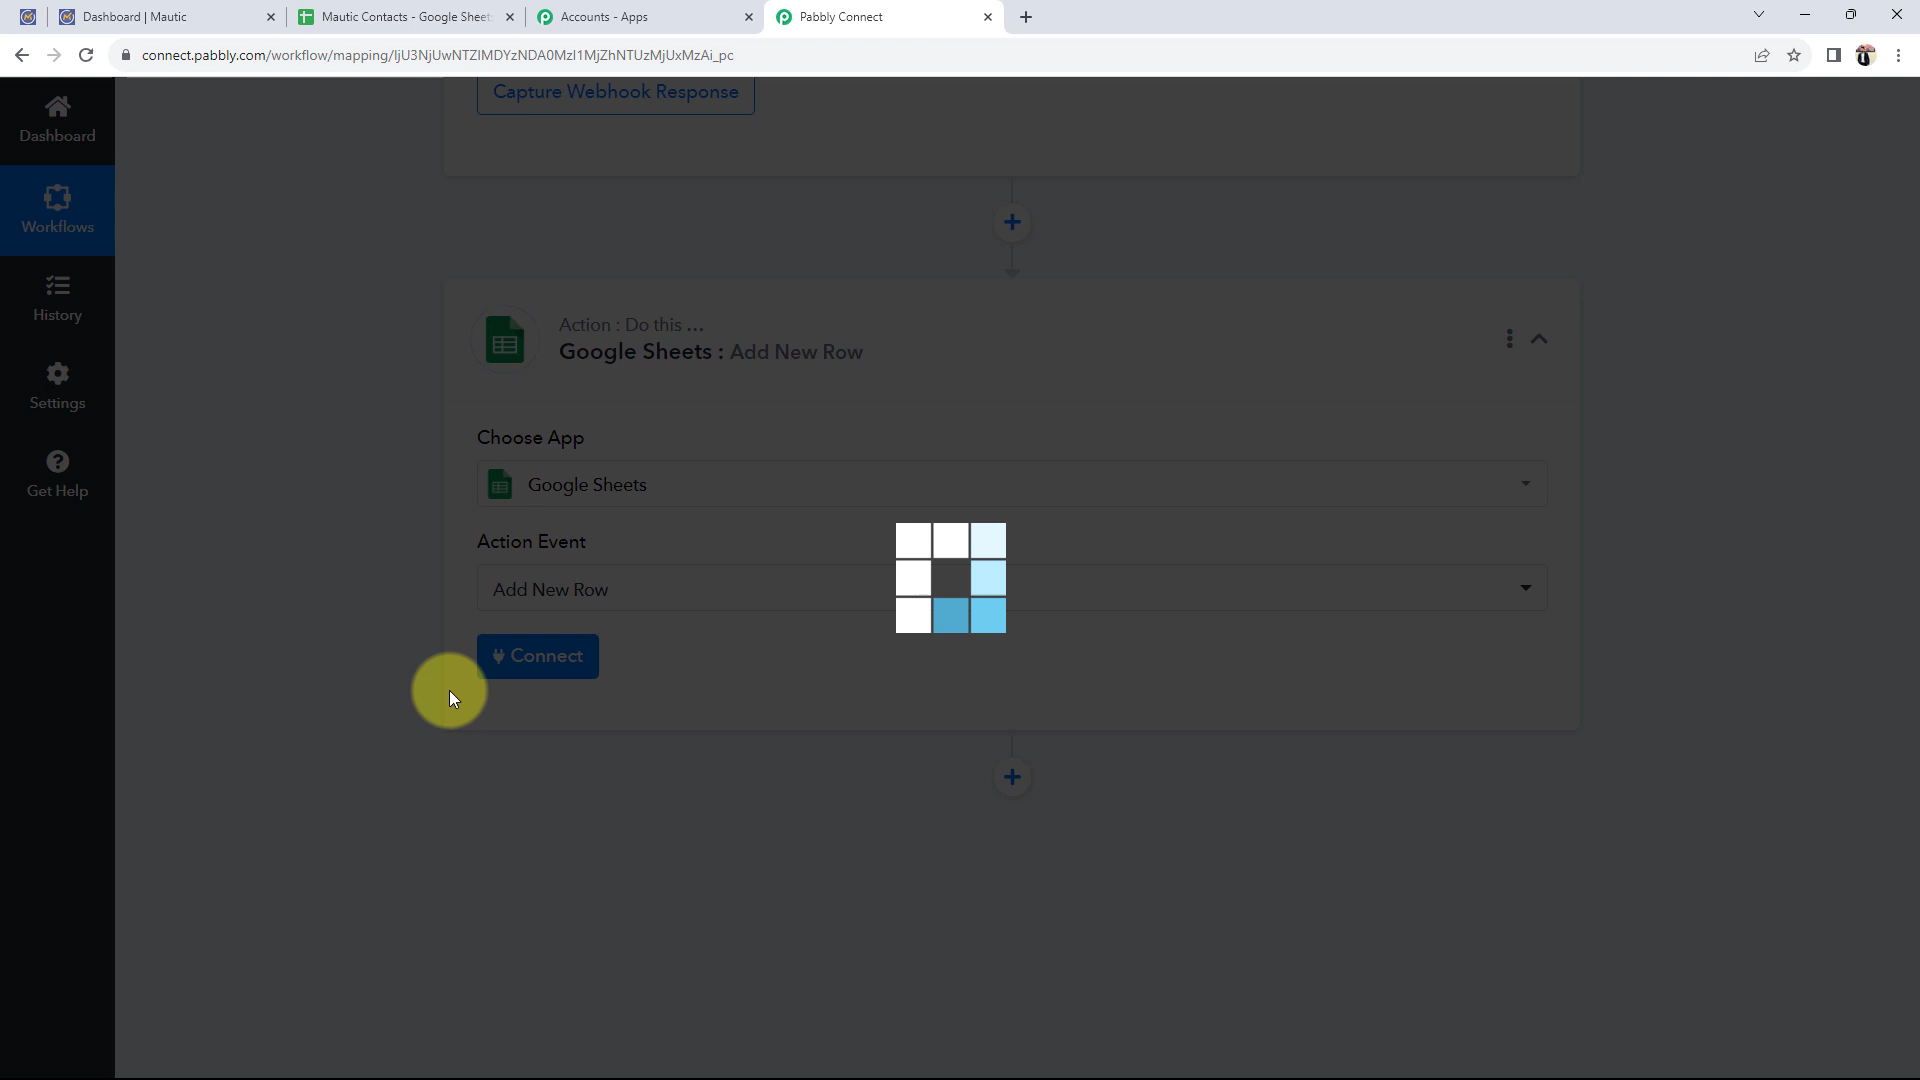 Dashboard | Mautic
Mautic Contacts - Google Sheet
Accounts - Apps
Pabbly Connect
connect.pabbly.com/workflow/mapping/IjU3NjUwNTZlMDYzNDA0MzI1MjZhNTUzMjUxMzAi_pc
Capture Webhook Response
Dashboard
Workflows
History
Settings
Get Help
Action : Do this ...
Google Sheets : Add New Row
Choose App
Google Sheets
Action Event
Add New Row
Connect